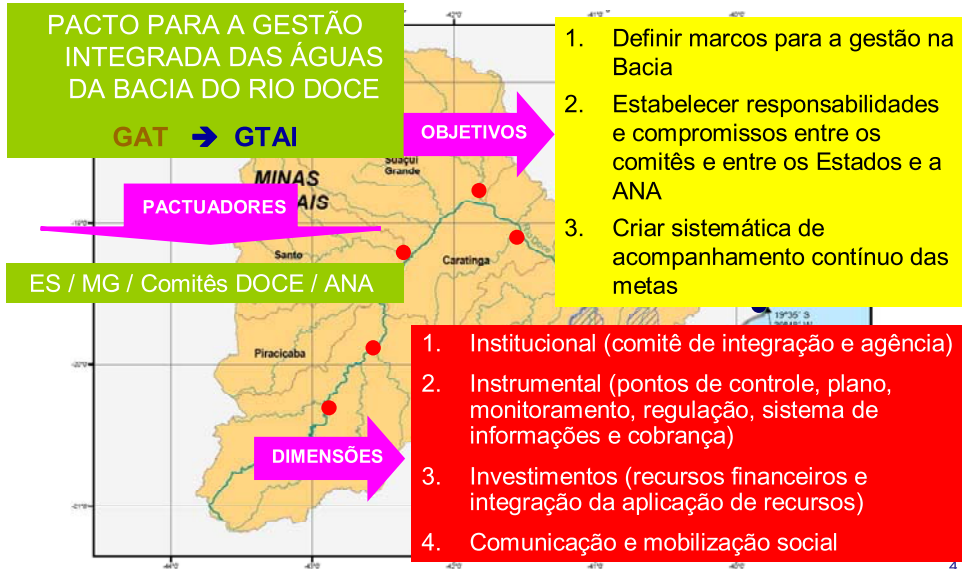 PACTO PARA A GESTÃO
INTEGRADA DAS ÁGUAS
DA BACIA DO RIO DOCE
GAT ➔ GTAI
OBJETIVOS
1. Definir marcos para a gestão na
Bacia
2. Estabelecer responsabilidades
e compromissos entre os
comitês e entre os Estados e a
ANA
3. Criar sistemática de
acompanhamento contínuo das
metas
Suaçuí
Grande
MINAS
AIS
PACTUADORES
Santo
Caratinga
ES / MG / Comitês DOCE / ANA
19°35' S
Piracicaba
DIMENSÕES
1. Institucional (comitê de integração e agência)
2. Instrumental (pontos de controle, plano,
monitoramento, regulação, sistema de
informações e cobrança)
3. Investimentos (recursos financeiros e
integração da aplicação de recursos)
4. Comunicação e mobilização social
4